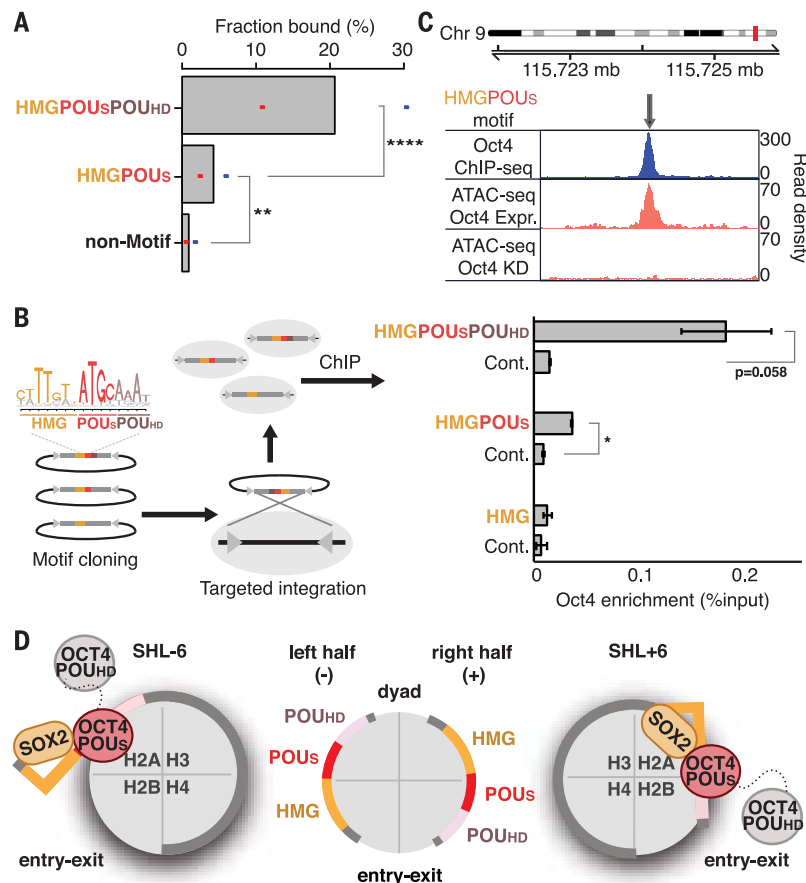 A
Fraction bound (%)
0 10 20 30
HMGPOUsPOUHD
HMGPOUs
non-Motif
****
**
B
CTTTGT ATGCAAAT
HMG POUs POUHD
Motif cloning
Targeted integration
ChIP
C
Chr 9
115,723 mb 115,725 mb
HMGPOUs
motif
Oct4
ChIP-seq
300
0
ATAC-seq
Oct4 Expr.
70
0
ATAC-seq
Oct4 KD
70
0
Read density
HMGPOUsPOUHD
Cont.
p=0.058
HMGPOUs
Cont.
*
HMG
Cont.
0 0.1 0.2
Oct4 enrichment (%input)
D
OCT4
POUHD
SHL-6
SOX2
OCT4
POUs
H2A H3
H2B H4
entry-exit
left half
(-)
right half
(+)
dyad
POUHD
POUs
HMG
HMG
POUs
POUHD
entry-exit
SHL+6
SOX2
H3 H2A
H4 H2B
OCT4
POUs
OCT4
POUHD
entry-exit